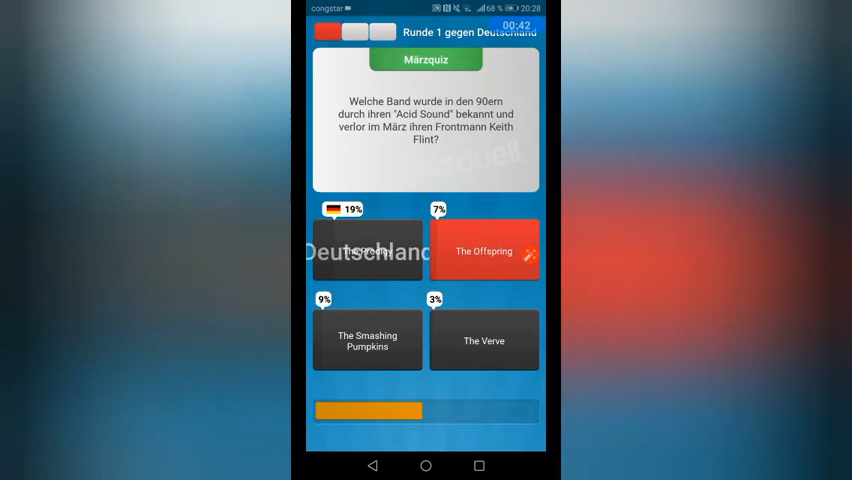 congstar
68 % 20:28
00:42
Runde 1 gegen Deutschland
Märzquiz
Welche Band wurde in den 90ern
durch ihren "Acid Sound" bekannt und
verlor im März ihren Frontmann Keith
Flint?
19%
7%
The Prodigy
Deutschland
The Offspring
9%
3%
The Smashing
Pumpkins
The Verve